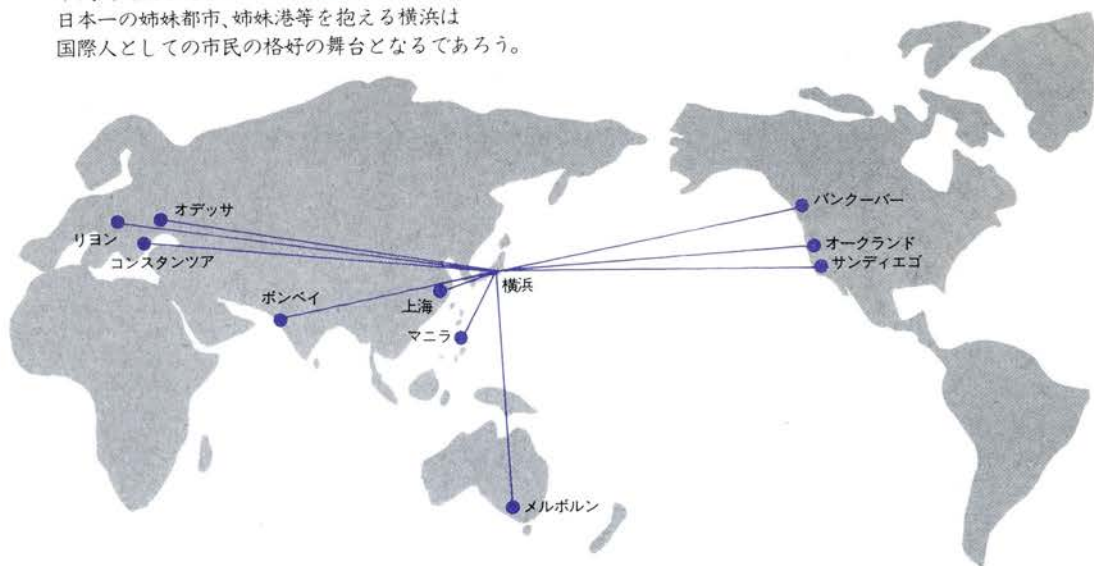 日本一の姉妹都市、姉妹港等を抱える横浜は
国際人としての市民の格好の舞台となるであろう。
オデッサ
リヨン
コンスタンツア
ボンベイ
上海
マニラ
横浜
バンクーバー
オークランド
サンディエゴ
メルボルン